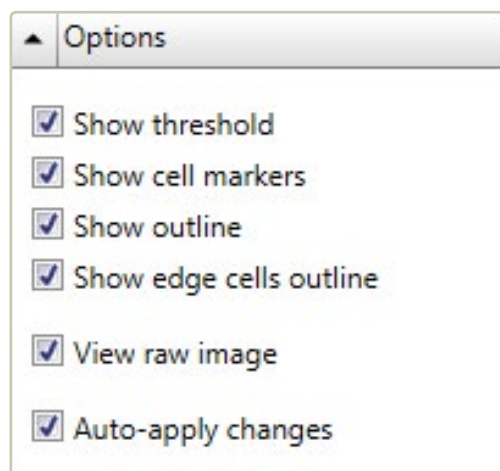 Options
Show threshold
Show cell markers
Show outline
Show edge cells outline
View raw image
Auto-apply changes